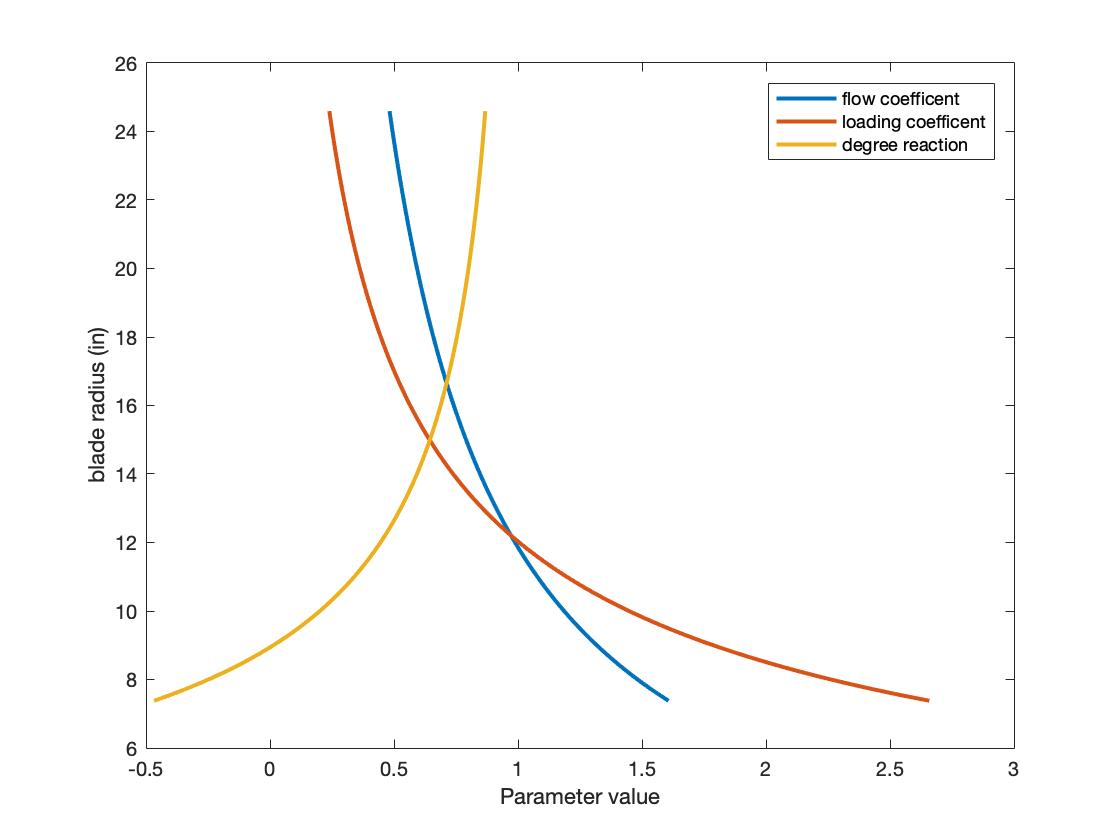 26
24
22
20
18
16
14
12
10
8
6
blade radius (in)
-0.5 0 0.5 1 1.5 2 2.5 3
Parameter value
flow coefficent
loading coefficent
degree reaction